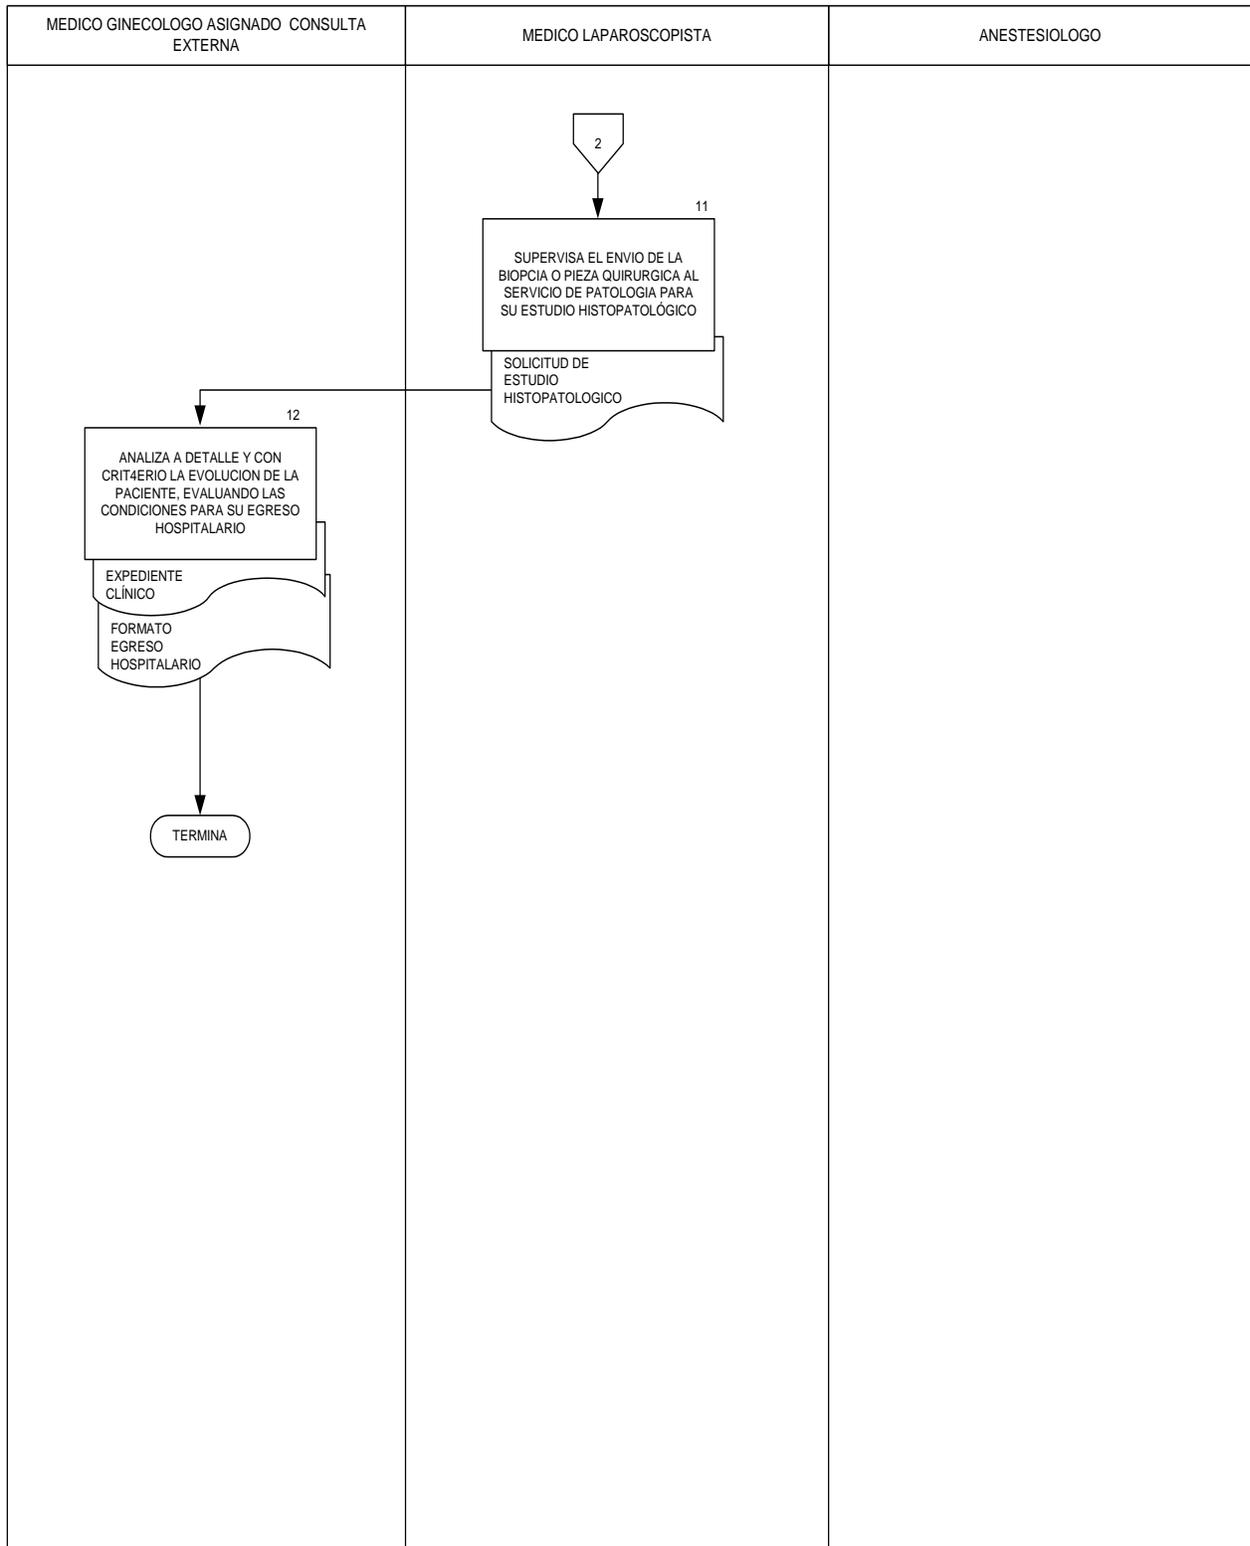 MEDICO GINECOLOGO ASIGNADO CONSULTA
EXTERNA
MEDICO LAPAROSCOPISTA
ANESTESIOLOGO
2
11
SUPERVISA EL ENVIO DE LA
BIOPCIA O PIEZA QUIRURGICA AL
SERVICIO DE PATOLOGIA PARA
SU ESTUDIO HISTOPATOLÓGICO
SOLICITUD DE
ESTUDIO
HISTOPATOLOGICO
12
ANALIZA A DETALLE Y CON
CRIT4ERIO LA EVOLUCION DE LA
PACIENTE, EVALUANDO LAS
CONDICIONES PARA SU EGRESO
HOSPITALARIO
EXPEDIENTE
CLÍNICO
FORMATO
EGRESO
HOSPITALARIO
TERMINA